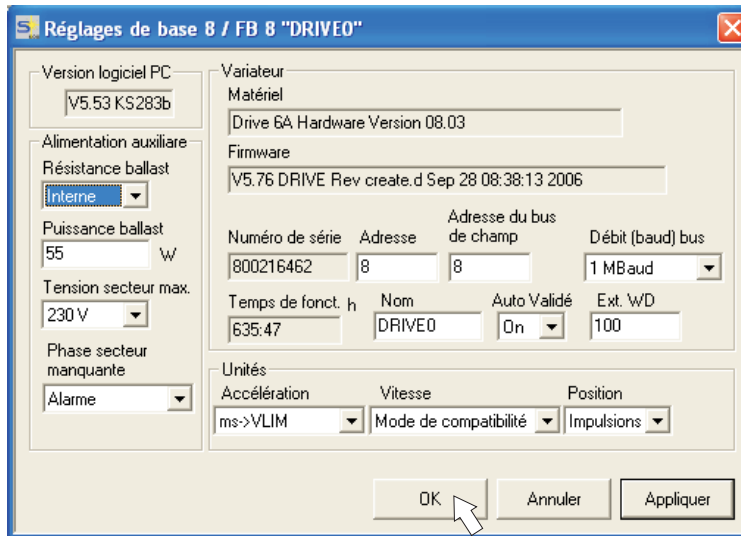 Réglages de base 8 / FB 8 "DRIVE0"
Version logiciel PC
V5.53 KS283b
Alimentation auxiliare
Résistance ballast
Interne
Puissance ballast
55 W
Tension secteur max.
230 V
Phase secteur
manquante
Alarme
Variateur
Matériel
Drive 6A Hardware Version 08.03
Firmware
V5.76 DRIVE Rev create.d Sep 28 08:38:13 2006
Numéro de série
800216462
Adresse
8
Adresse du bus
de champ
8
Débit (baud) bus
1 MBaud
Temps de fonct. h
635:47
Nom
DRIVE0
Auto Validé
On
Ext. WD
100
Unités
Accélération
ms->VLIM
Vitesse
Mode de compatibilité
Position
Impulsions
OK
Annuler
Appliquer